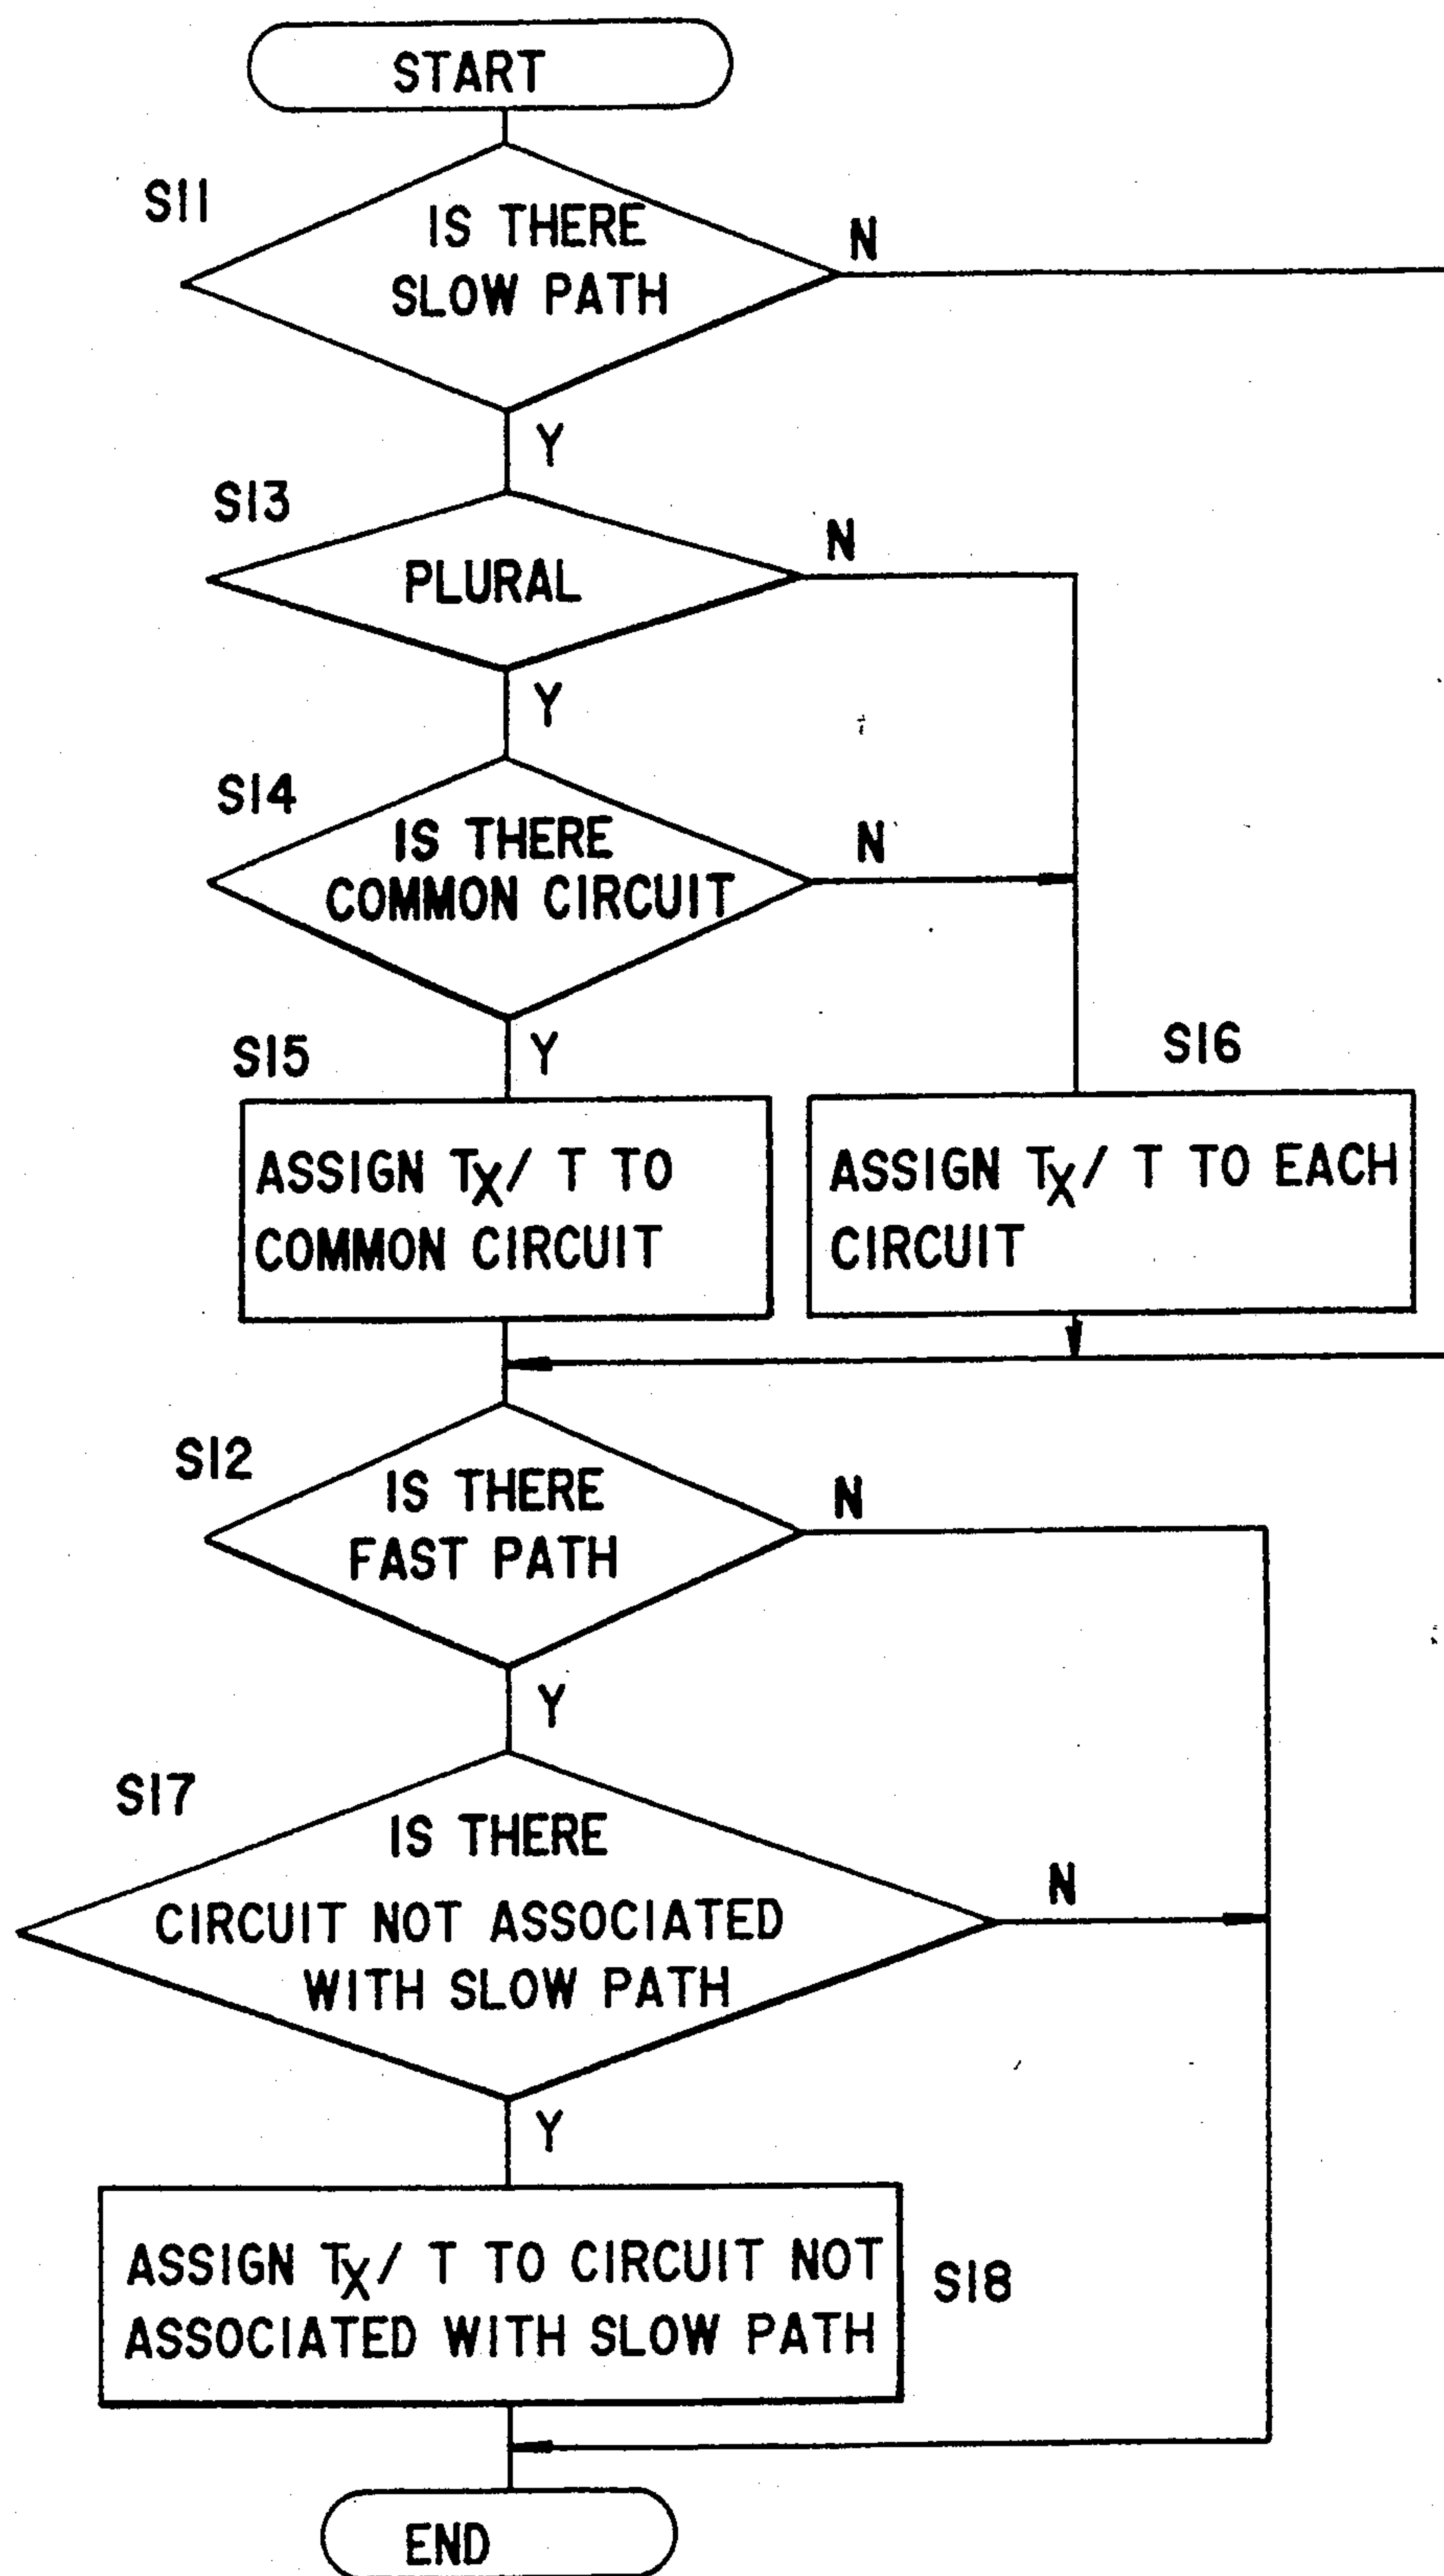 START
S11
IS THERE
SLOW PATH
N
Y
S13
PLURAL
N
Y
S14
IS THERE
COMMON CIRCUIT
N
Y
S15
S16
ASSIGN Tx/ T TO
COMMON CIRCUIT
ASSIGN Tx/ T TO EACH
CIRCUIT
S12
IS THERE
FAST PATH
N
Y
S17
IS THERE
CIRCUIT NOT ASSOCIATED
WITH SLOW PATH
N
Y
ASSIGN Tx/ T TO CIRCUIT NOT
ASSOCIATED WITH SLOW PATH
S18
END